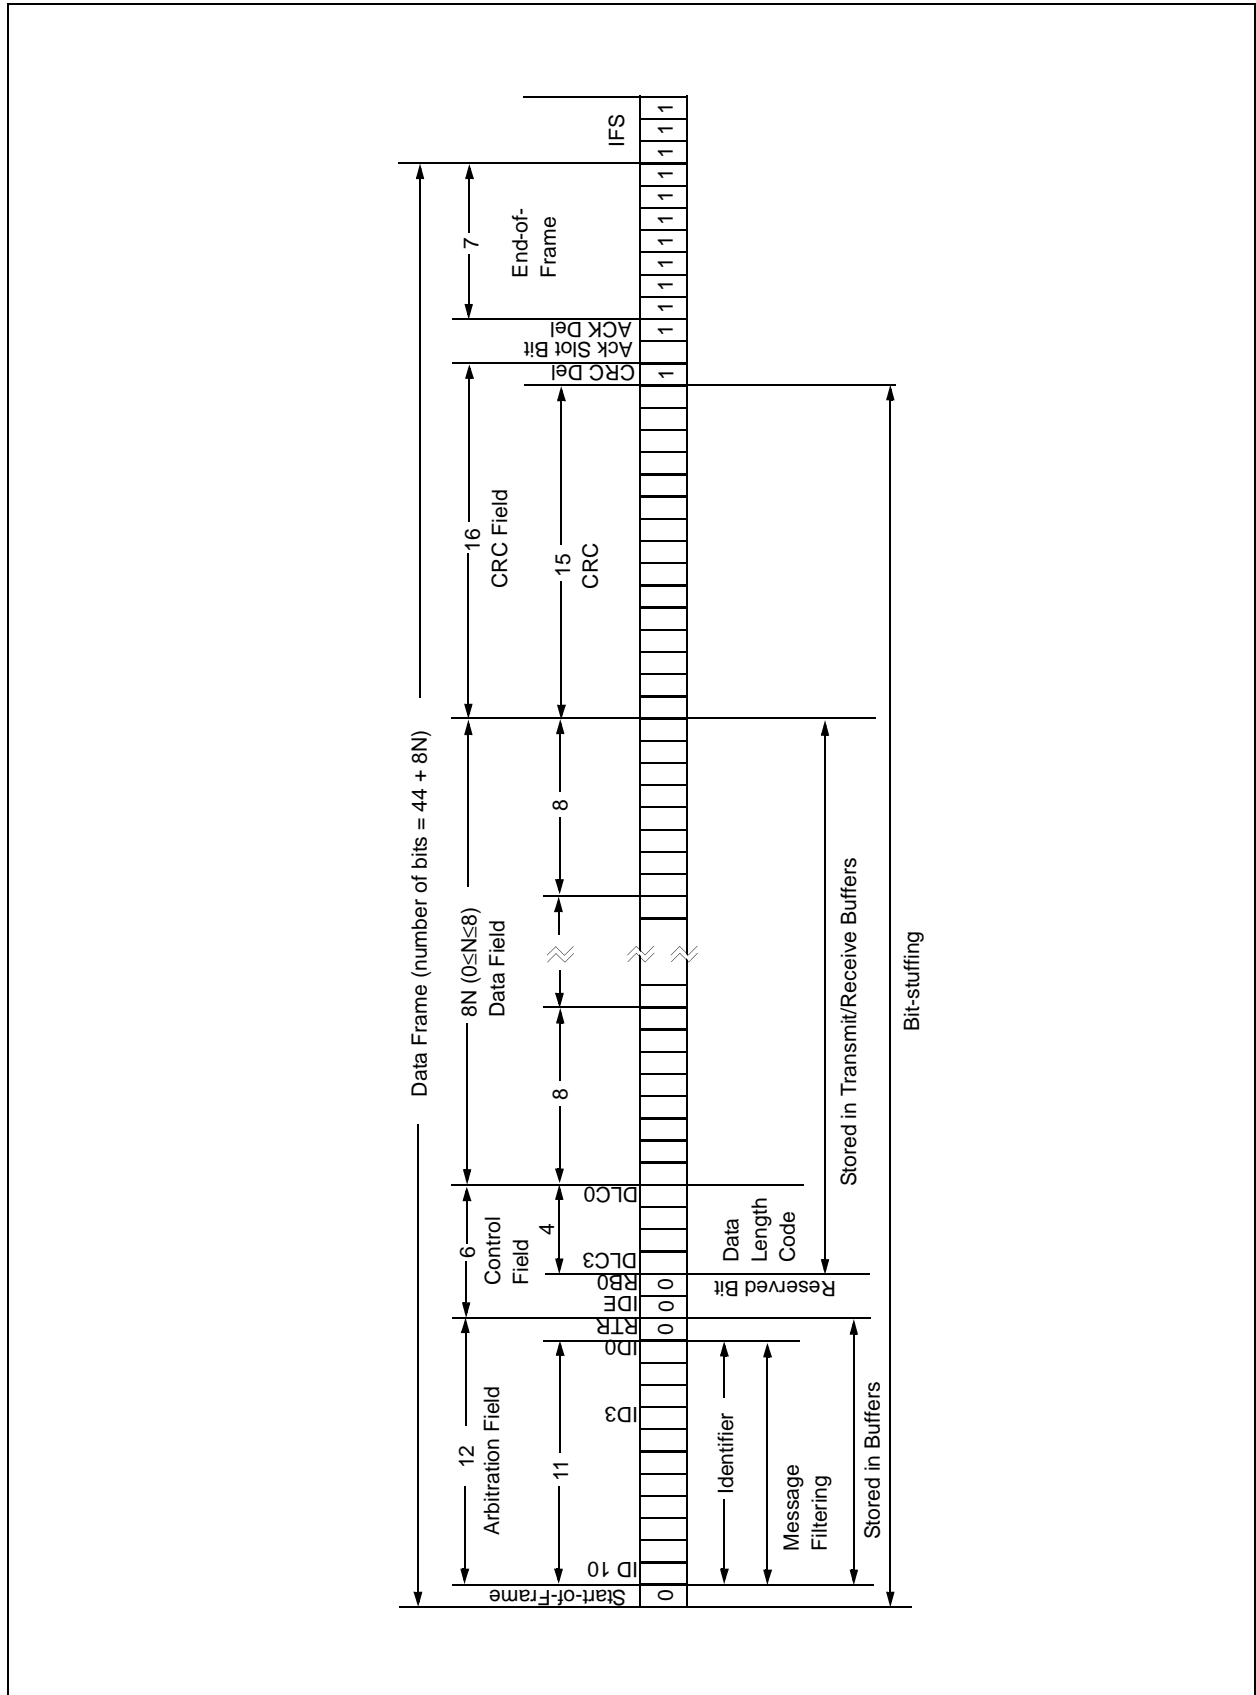 Data Frame (number of bits = 44 + 8N)
12
Arbitration Field
6
Control
Field
8N (0≤N≤8)
Data Field
16
CRC Field
7
End-of-
Frame
IFS
11
4
8
8
15
CRC
Start-of-Frame
ID 10
ID3
ID0
RTR
IDE
RB0
DLC3
DLC0
CRC Del
Ack Slot Bit
ACK Del
0
0
0
0
1
1
1
1
1
1
1
1
1
1
1
1
Identifier
Message
Filtering
Stored in Buffers
Reserved Bit
Data
Length
Code
Stored in Transmit/Receive Buffers
Bit-stuffing